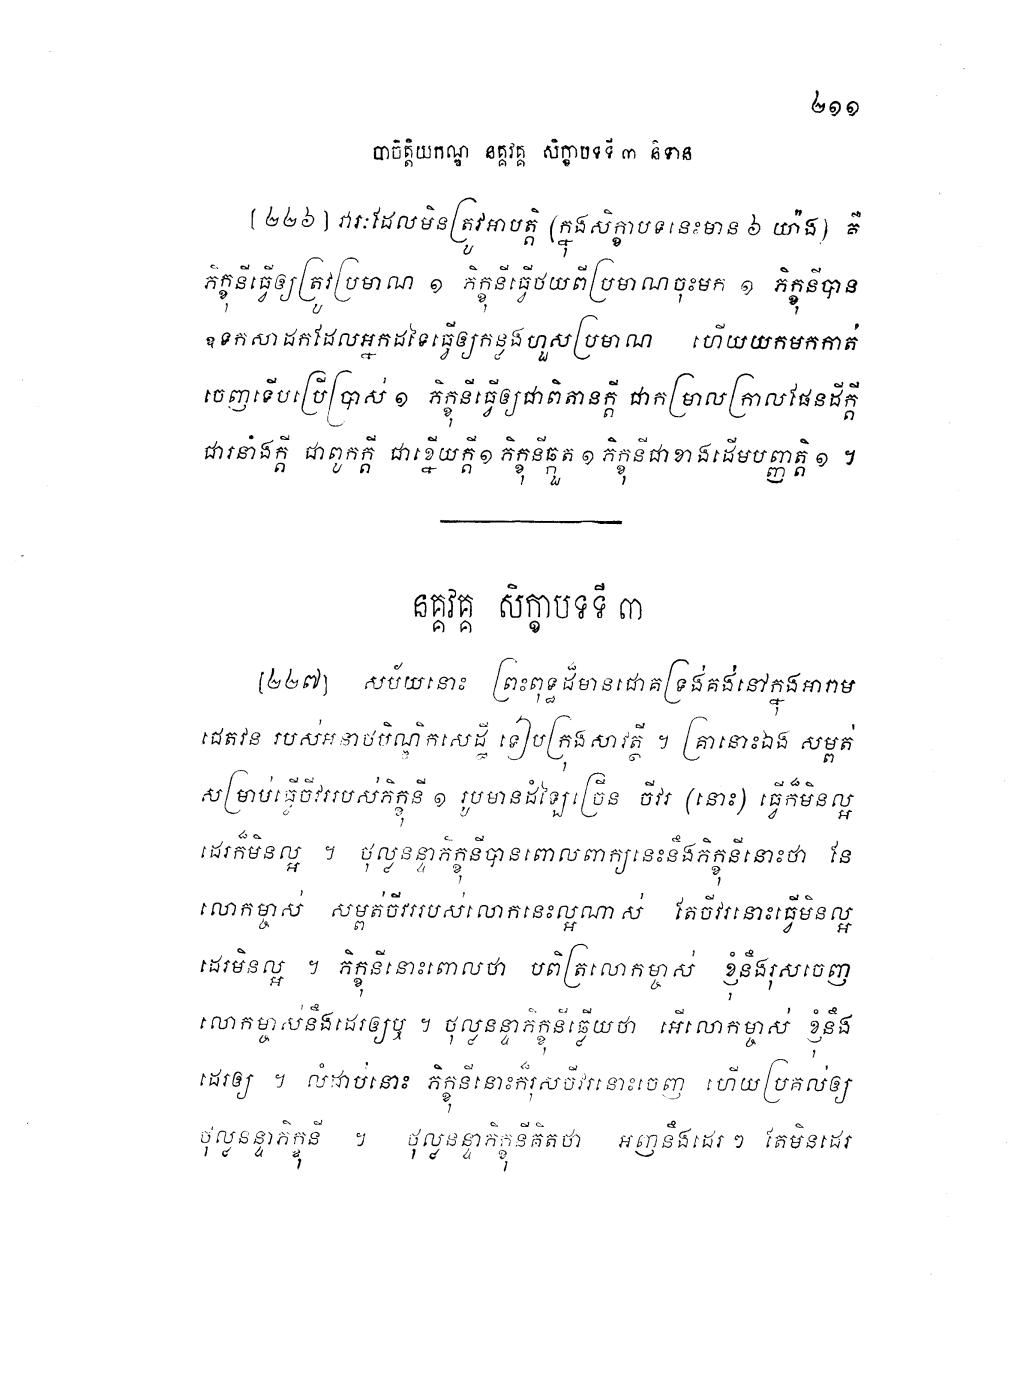 ២១១
បាចិត្តិយកណ្ឌ នគ្គវគ្គ សិក្ខាបទទី ៣ និទាន
[២២៦] វារៈដែលមិនត្រូវអាបត្តិ (ក្នុងសិក្ខាបទនេះមាន ៦ យ៉ាង) គឺ
ភិក្ខុនីធ្វើឲ្យត្រូវប្រមាណ ១ ភិក្ខុនីធ្វើថយពីប្រមាណចុះមក ១ ភិក្ខុនីបាន
ឧទកសាដកដែលអ្នកដទៃធ្វើឲ្យកន្លងហួសប្រមាណ ហើយយកមកកាត់
ចេញទើបប្រើប្រាស់ ១ ភិក្ខុនីធ្វើឲ្យជាពិតានក្តី ជាកម្រាលក្រាលផែនដីក្តី
ជារនាំងក្តី ជាពូកក្តី ជាខ្នើយក្តី ១ ភិក្ខុនីឆ្កួត ១ ភិក្ខុនីជាខាងដើមបញ្ញត្តិ ១ ។
នគ្គវគ្គ សិក្ខាបទទី ៣
[២២៧] សម័យនោះ ព្រះពុទ្ធដ៏មានជោគទ្រង់គង់នៅក្នុងអារាម
ជេតវន របស់អនាថបិណ្ឌិកសេដ្ឋី ទៀបក្រុងសាវត្ថី ។ គ្រានោះឯង សម្ពត់
សម្រាប់ធ្វើចីវររបស់ភិក្ខុនី ១ រូបមានដំឡៃច្រើន ចីវរ (នោះ) ធ្វើក៏មិនល្អ
ដេរក៏មិនល្អ ។ ថុល្លនន្ទាភិក្ខុនីបានពោលពាក្យនេះនឹងភិក្ខុនីនោះថា នែ
លោកម្ចាស់ សម្ពត់ចីវររបស់លោកនេះល្អណាស់ តែចីវរនោះធ្វើមិនល្អ
ដេរមិនល្អ ។ ភិក្ខុនីនោះពោលថា បពិត្រលោកម្ចាស់ ខ្ញុំនឹងរុសចេញ
លោកម្ចាស់នឹងដេរឲ្យឬ ។ ថុល្លនន្ទាភិក្ខុនីឆ្លើយថា អើលោកម្ចាស់ ខ្ញុំនឹង
ដេរឲ្យ ។ លំដាប់នោះ ភិក្ខុនីនោះក៏រុសចីវរនោះចេញ ហើយប្រគល់ឲ្យ
ថុល្លនន្ទាភិក្ខុនី ។ ថុល្លនន្ទាភិក្ខុនីគិតថា អញនឹងដេរ ៗ តែមិនដេរ